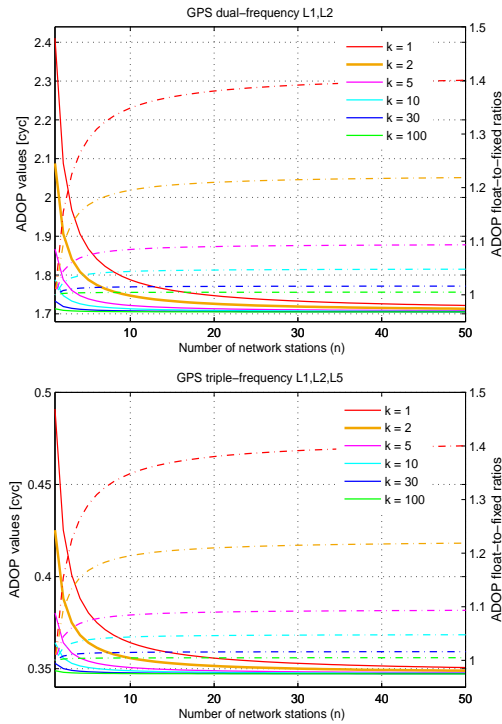 GPS dual−frequency L1,L2
2.4
2.3
2.2
2.1
2
1.9
1.8
1.7
ADOP values [cyc]
10
20
30
40
50
Number of network stations (n)
1.5
1.4
1.3
1.2
1.1
1
ADOP float−to−fixed ratios
k = 1
k = 2
k = 5
k = 10
k = 30
k = 100
GPS triple−frequency L1,L2,L5
0.5
0.45
0.4
0.35
ADOP values [cyc]
10
20
30
40
50
Number of network stations (n)
1.5
1.4
1.3
1.2
1.1
1
ADOP float−to−fixed ratios
k = 1
k = 2
k = 5
k = 10
k = 30
k = 100